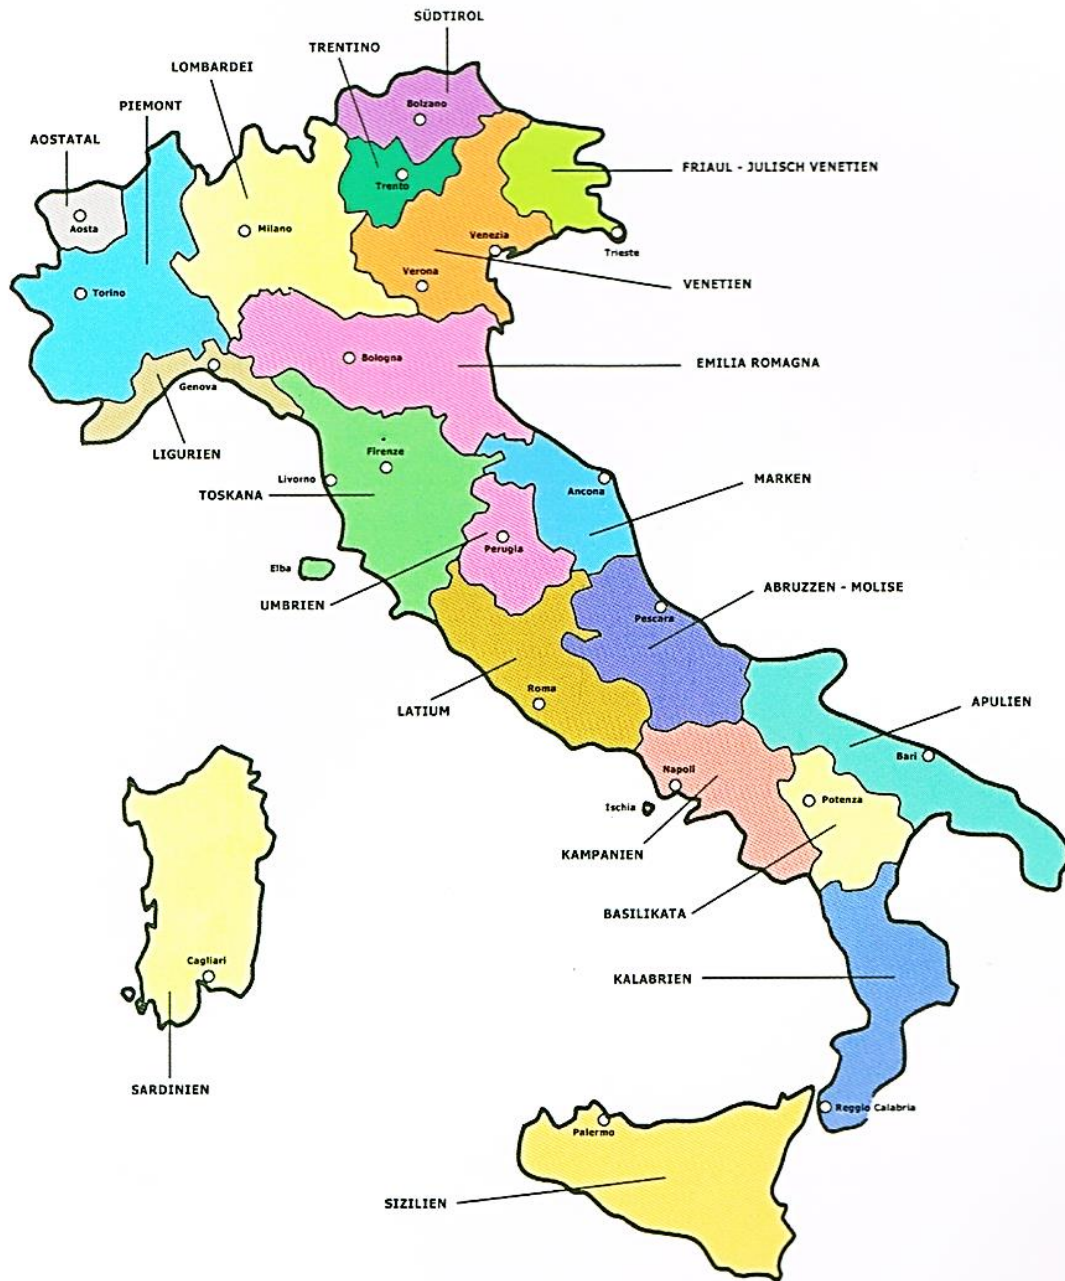 SÜDTIROL
TRENTINO
LOMBARDEI
PIEMONT
AOSTATAL
Bolzano
FRIAUL - JULISCH VENETIEN
Trento
Aosta
Milano
Venezia
Trieste
Verona
VENETIEN
Torino
Bologna
EMILIA ROMAGNA
Genova
LIGURIEN
Firenze
Livorno
TOSKANA
Ancona
MARKEN
Perugia
Elba
UMBRIEN
ABRUZZEN - MOLISE
Pescara
Roma
LATIUM
APULIEN
Bari
Napoli
Ischia
Potenza
KAMPANIEN
BASILIKATA
Cagliari
KALABRIEN
SARDINIEN
Reggio Calabria
Palermo
SIZILIEN